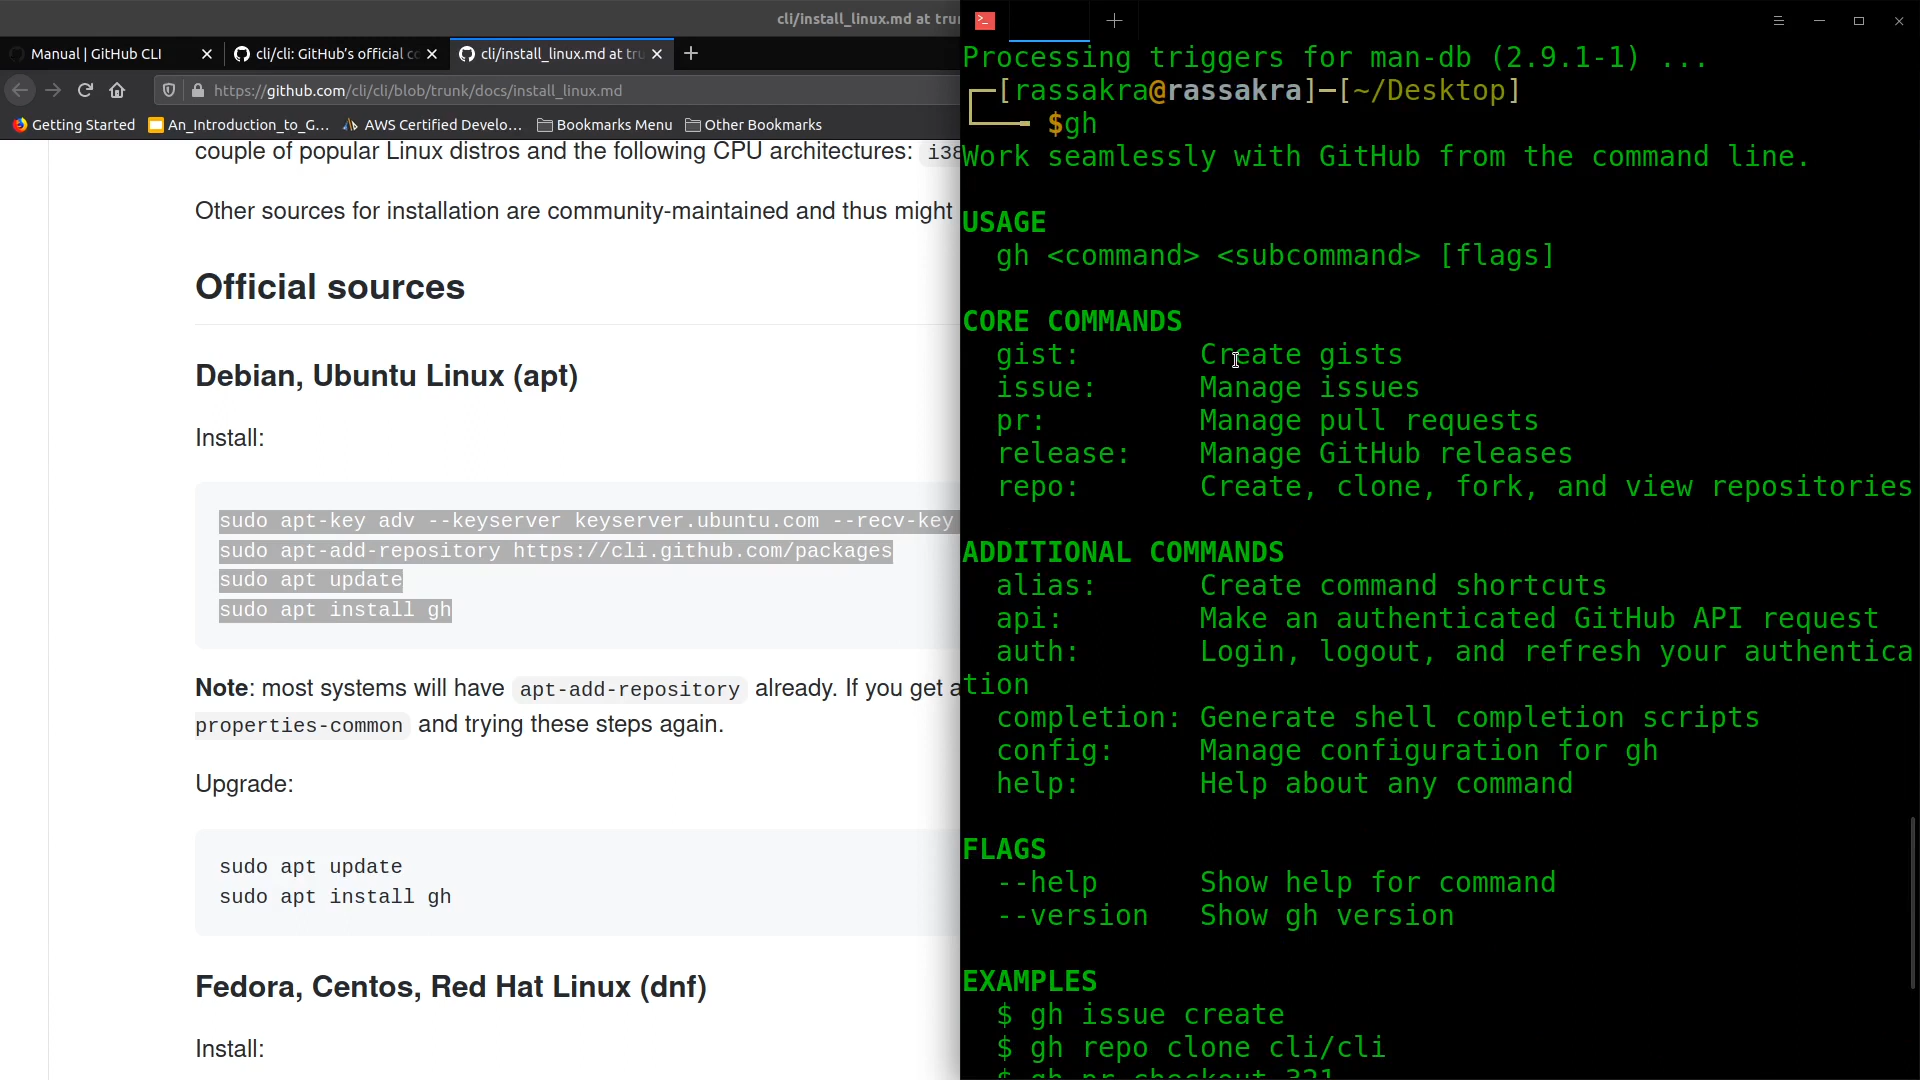 cli/install_linux.md at tru
Manual | GitHub CLI
cli/cli: GitHub's official co
cli/install_linux.md at tru
https://github.com/cli/cli/blob/trunk/docs/install_linux.md
Getting Started An_Introduction_to_G... AWS Certified Develo... Bookmarks Menu Other Bookmarks
couple of popular Linux distros and the following CPU architectures: i38
Other sources for installation are community-maintained and thus might
Official sources
Debian, Ubuntu Linux (apt)
Install:
sudo apt-key adv --keyserver keyserver.ubuntu.com --recv-key
sudo apt-add-repository https://cli.github.com/packages
sudo apt update
sudo apt install gh
Note: most systems will have apt-add-repository already. If you get a
properties-common and trying these steps again.
Upgrade:
sudo apt update
sudo apt install gh
Fedora, Centos, Red Hat Linux (dnf)
Install:
Processing triggers for man-db (2.9.1-1) ...
┌─[rassakra@rassakra]─[~/Desktop]
└──╼ $gh
Work seamlessly with GitHub from the command line.
USAGE
gh <command> <subcommand> [flags]
CORE COMMANDS
gist: Create gists
issue: Manage issues
pr: Manage pull requests
release: Manage GitHub releases
repo: Create, clone, fork, and view repositories
ADDITIONAL COMMANDS
alias: Create command shortcuts
api: Make an authenticated GitHub API request
auth: Login, logout, and refresh your authentica
tion
completion: Generate shell completion scripts
config: Manage configuration for gh
help: Help about any command
FLAGS
--help Show help for command
--version Show gh version
EXAMPLES
$ gh issue create
$ gh repo clone cli/cli
$ gh pr checkout 321